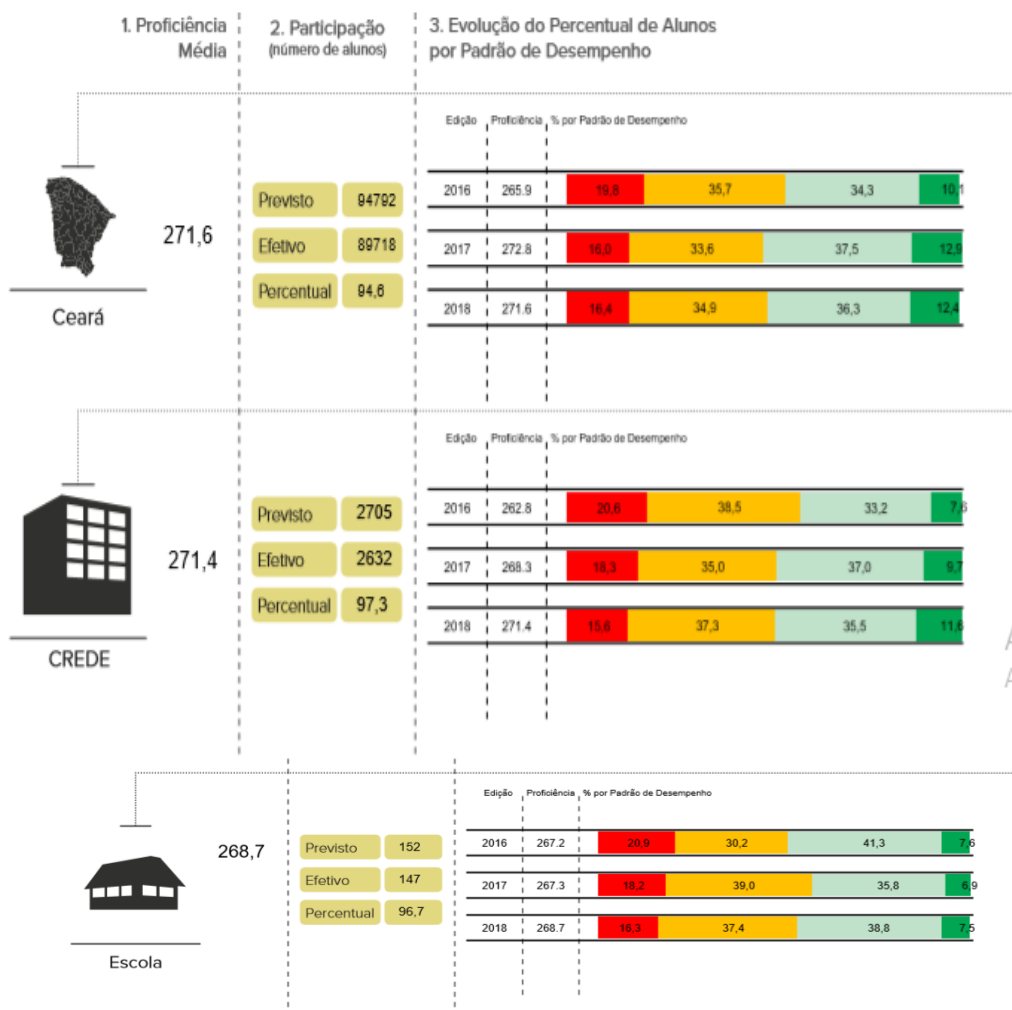 1. Proficiência Média
2. Participação (número de alunos)
3. Evolução do Percentual de Alunos por Padrão de Desempenho
Ceará
271,6
Previsto 94792
Efetivo 89718
Percentual 94,6
Edição Proficiência % por Padrão de Desempenho
2016 265.9 19,8 35,7 34,3 10,1
2017 272.8 16,0 33,6 37,5 12,9
2018 271.6 16,4 34,9 36,3 12,4
CREDE
271,4
Previsto 2705
Efetivo 2632
Percentual 97,3
Edição Proficiência % por Padrão de Desempenho
2016 262.8 20,6 38,5 33,2 7,6
2017 268.3 18,3 35,0 37,0 9,7
2018 271.4 15,6 37,3 35,5 11,6
A
A
Escola
268,7
Previsto 152
Efetivo 147
Percentual 96,7
Edição Proficiência % por Padrão de Desempenho
2016 267.2 20,9 30,2 41,3 7,6
2017 267.3 18,2 39,0 35,8 6,9
2018 268.7 16,3 37,4 38,8 7,5